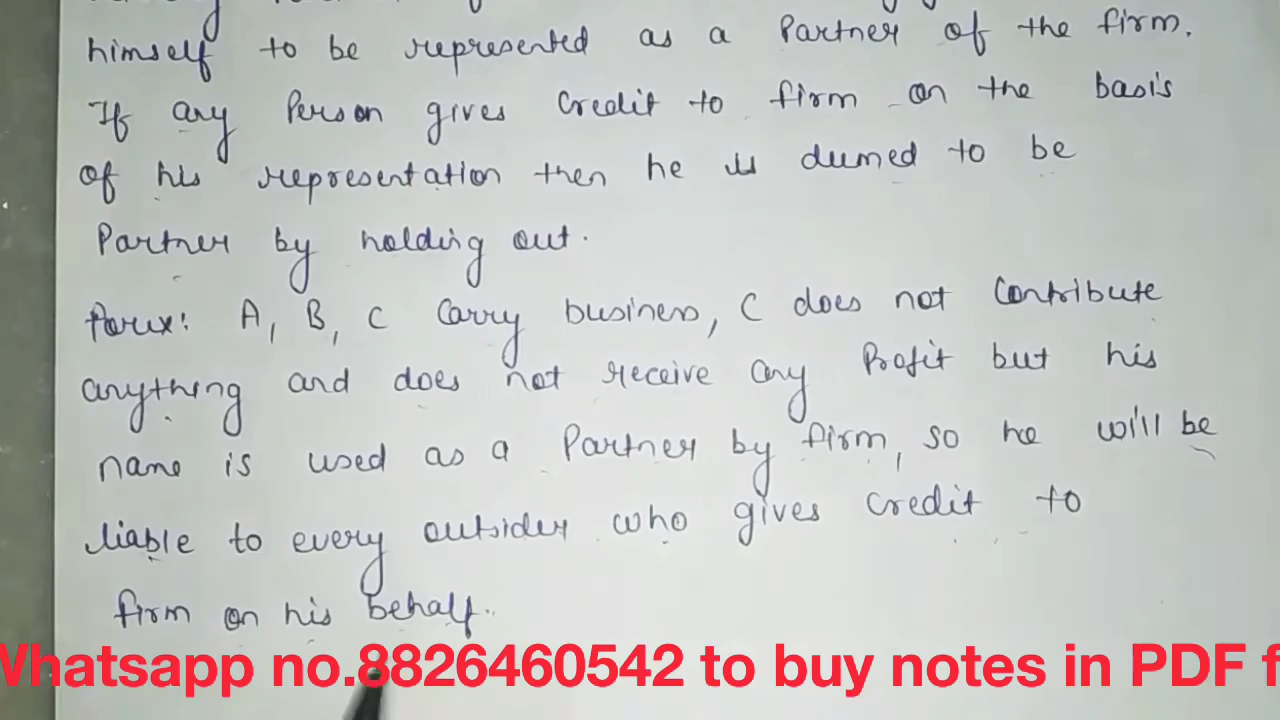 himself to be represented as a Partner of the firm.
If any Person gives Credit to firm on the basis
of his representation then he is dumed to be
Partner by holding out.
A, B, C Carry business, C does not Contribute
anything and does not receive any Profit but his
name is used as a Partner by firm, so he will be
liable to every outsider who gives credit to
firm on his behalf.
Whatsapp no.8826460542 to buy notes in PDF f